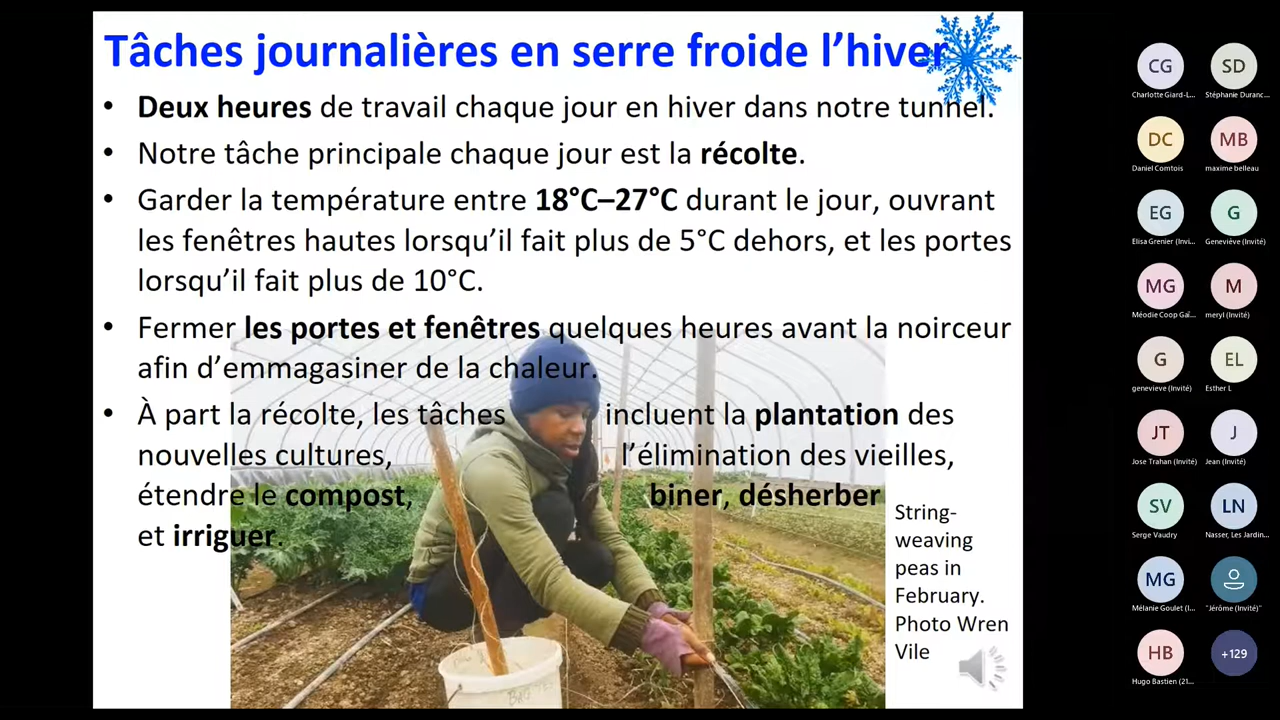 Tâches journalières en serre froide l’hiver
• Deux heures de travail chaque jour en hiver dans notre tunnel.
• Notre tâche principale chaque jour est la récolte.
• Garder la température entre 18°C–27°C durant le jour, ouvrant
les fenêtres hautes lorsqu’il fait plus de 5°C dehors, et les portes
lorsqu’il fait plus de 10°C.
• Fermer les portes et fenêtres quelques heures avant la noirceur
afin d’emmagasiner de la chaleur.
• À part la récolte, les tâches incluent la plantation des
nouvelles cultures, l’élimination des vieilles,
étendre le compost, biner, désherber
et irriguer.
String-
weaving
peas in
February.
Photo Wren
Vile
CG SD
Charlotte Giard-L... Stéphanie Duranc...
DC MB
Daniel Comtois maxime belleau
EG G
Elisa Grenier (Invi... Geneviève (Invité)
MG M
Méodie Coop Gaî... meryl (Invité)
G EL
genevieve (Invité) Esther L
JT J
Jose Trahan (Invité) Jean (Invité)
SV LN
Serge Vaudry Nasser, Les Jardin...
MG
Mélanie Goulet (I... "Jérôme (Invité)"
HB +129
Hugo Bastien (21...